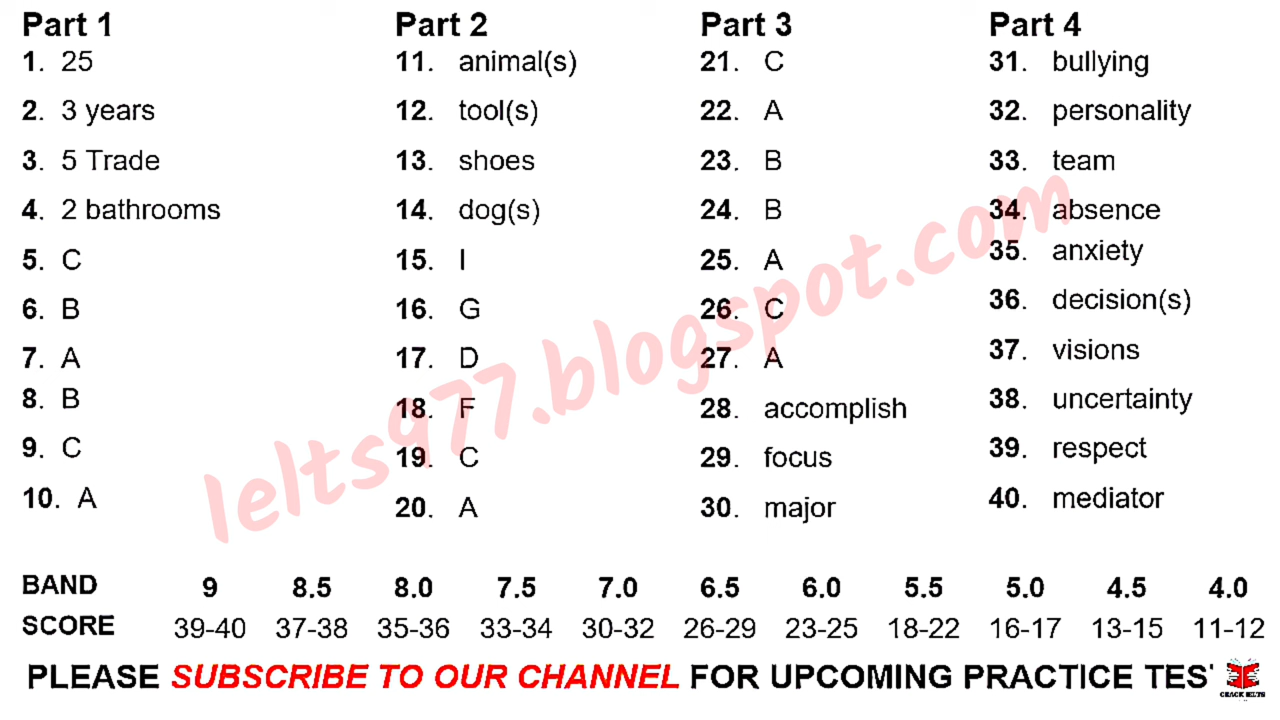 Part 1
1. 25
2. 3 years
3. 5 Trade
4. 2 bathrooms
5. C
6. B
7. A
8. B
9. C
10. A
Part 2
11. animal(s)
12. tool(s)
13. shoes
14. dog(s)
15. I
16. G
17. D
18. F
19. C
20. A
Part 3
21. C
22. A
23. B
24. B
25. A
26. C
27. A
28. accomplish
29. focus
30. major
Part 4
31. bullying
32. personality
33. team
34. absence
35. anxiety
36. decision(s)
37. visions
38. uncertainty
39. respect
40. mediator
Ielts977.blogspot.com
BAND 9 8.5 8.0 7.5 7.0 6.5 6.0 5.5 5.0 4.5 4.0
SCORE 39-40 37-38 35-36 33-34 30-32 26-29 23-25 18-22 16-17 13-15 11-12
PLEASE SUBSCRIBE TO OUR CHANNEL FOR UPCOMING PRACTICE TES'
CRACK IELTS